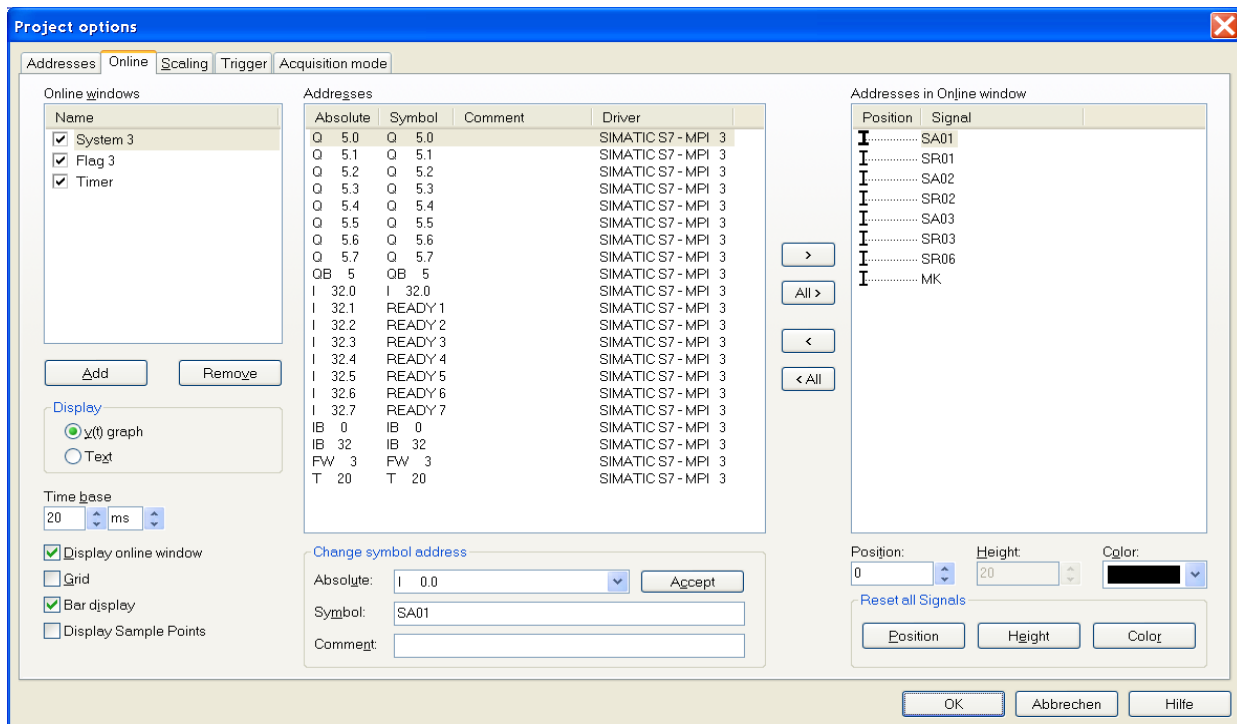 Project options
Addresses Online Scaling Trigger Acquisition mode
Online windows
Name
System 3
Flag 3
Timer
Add Remove
Display
y(t) graph
Text
Time base
20 ms
Display online window
Grid
Bar display
Display Sample Points
Addresses
Absolute Symbol Comment Driver
Q 5.0 Q 5.0 SIMATIC S7 - MPI 3
Q 5.1 Q 5.1 SIMATIC S7 - MPI 3
Q 5.2 Q 5.2 SIMATIC S7 - MPI 3
Q 5.3 Q 5.3 SIMATIC S7 - MPI 3
Q 5.4 Q 5.4 SIMATIC S7 - MPI 3
Q 5.5 Q 5.5 SIMATIC S7 - MPI 3
Q 5.6 Q 5.6 SIMATIC S7 - MPI 3
Q 5.7 Q 5.7 SIMATIC S7 - MPI 3
QB 5 QB 5 SIMATIC S7 - MPI 3
I 32.0 I 32.0 SIMATIC S7 - MPI 3
I 32.1 READY 1 SIMATIC S7 - MPI 3
I 32.2 READY 2 SIMATIC S7 - MPI 3
I 32.3 READY 3 SIMATIC S7 - MPI 3
I 32.4 READY 4 SIMATIC S7 - MPI 3
I 32.5 READY 5 SIMATIC S7 - MPI 3
I 32.6 READY 6 SIMATIC S7 - MPI 3
I 32.7 READY 7 SIMATIC S7 - MPI 3
IB 0 IB 0 SIMATIC S7 - MPI 3
IB 32 IB 32 SIMATIC S7 - MPI 3
FW 3 FW 3 SIMATIC S7 - MPI 3
T 20 T 20 SIMATIC S7 - MPI 3
Change symbol address
Absolute: I 0.0 Accept
Symbol: SA01
Comment:
>
All >
<
< All
Addresses in Online window
Position Signal
SA01
SR01
SA02
SR02
SA03
SR03
SR06
MK
Position: Height: Color:
0 20
Reset all Signals
Position Height Color
OK Abbrechen Hilfe